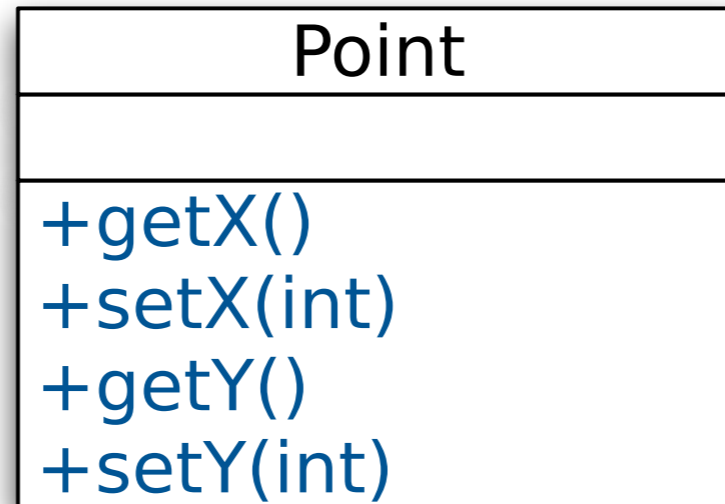 Point
+getX()
+setX(int)
+getY()
+setY(int)